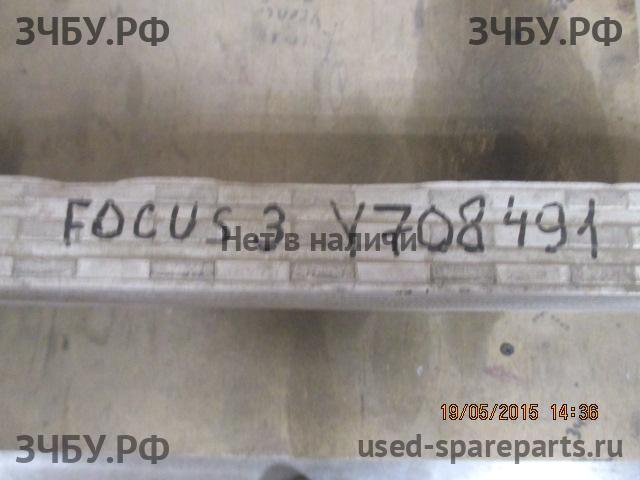 ЗЧБУ.РФ ЗЧБУ.РФ
FOCUS 3 Y708491
Нет в наличии
19/05/2015 14:36
ЗЧБУ.РФ used-spareparts.ru